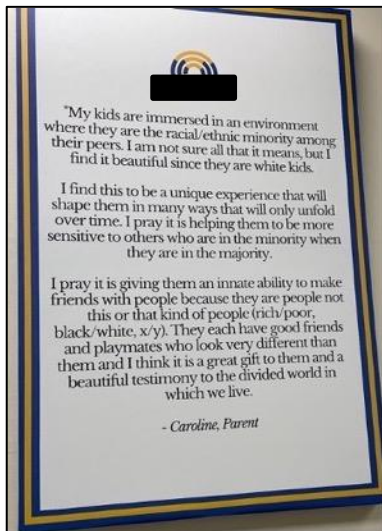 "My kids are immersed in an environment
where they are the racial/ethnic minority among
their peers. I am not sure all that it means, but I
find it beautiful since they are white kids.
I find this to be a unique experience that will
shape them in many ways that will only unfold
over time. I pray it is helping them to be more
sensitive to others who are in the minority when
they are in the majority.
I pray it is giving them an innate ability to make
friends with people because they are people not
this or that kind of people (rich/poor,
black/white, x/y). They each have good friends
and playmates who look very different than
them and I think it is a great gift to them and a
beautiful testimony to the divided world in
which we live.
- Caroline, Parent